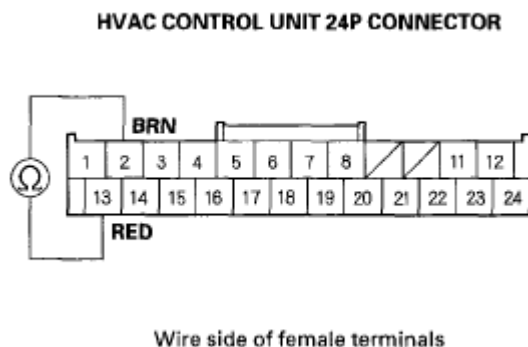 HVAC CONTROL UNIT 24P CONNECTOR
BRN
1 2 3 4 5 6 7 8 11 12
Ω
13 14 15 16 17 18 19 20 21 22 23 24
RED
Wire side of female terminals